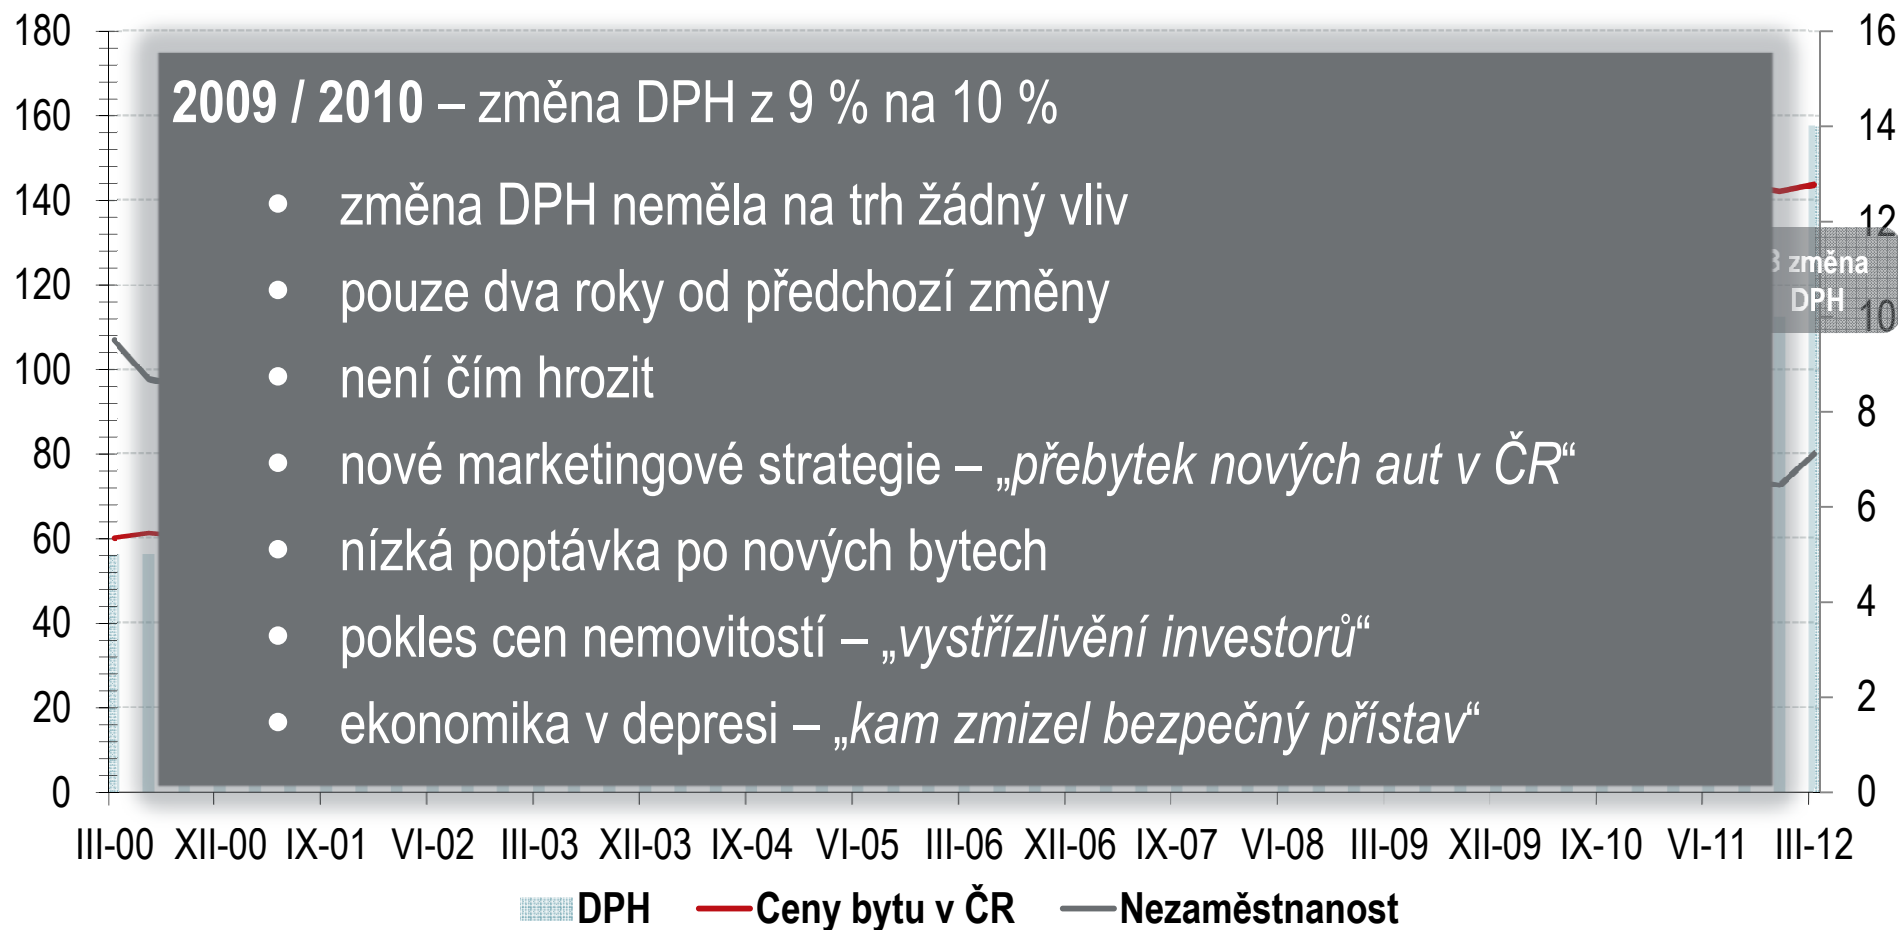 180
160
140
120
100
80
60
40
20
0
16
14
12
10
8
6
4
2
0
2009 / 2010 – změna DPH z 9 % na 10 %
• změna DPH neměla na trh žádný vliv
• pouze dva roky od předchozí změny
• není čím hrozit
• nové marketingové strategie – „přebytek nových aut v ČR“
• nízká poptávka po nových bytech
• pokles cen nemovitostí – „vystřízlivění investorů“
• ekonomika v depresi – „kam zmizel bezpečný přístav“
změna
DPH
III-00 XII-00 IX-01 VI-02 III-03 XII-03 IX-04 VI-05 III-06 XII-06 IX-07 VI-08 III-09 XII-09 IX-10 VI-11 III-12
DPH Ceny bytu v ČR Nezaměstnanost